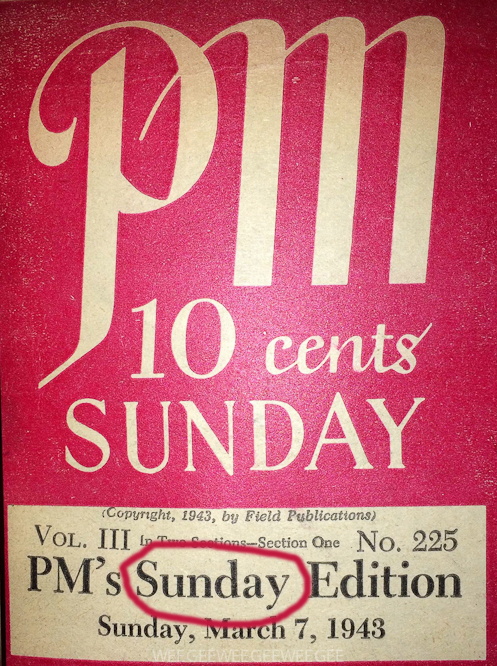 PM
10 cents
SUNDAY
(Copyright, 1943, by Field Publications)
VOL. III In Two Sections—Section One No. 225
PM's Sunday Edition
Sunday, March 7, 1943
WEEGEEWEEGEEWEEGEE